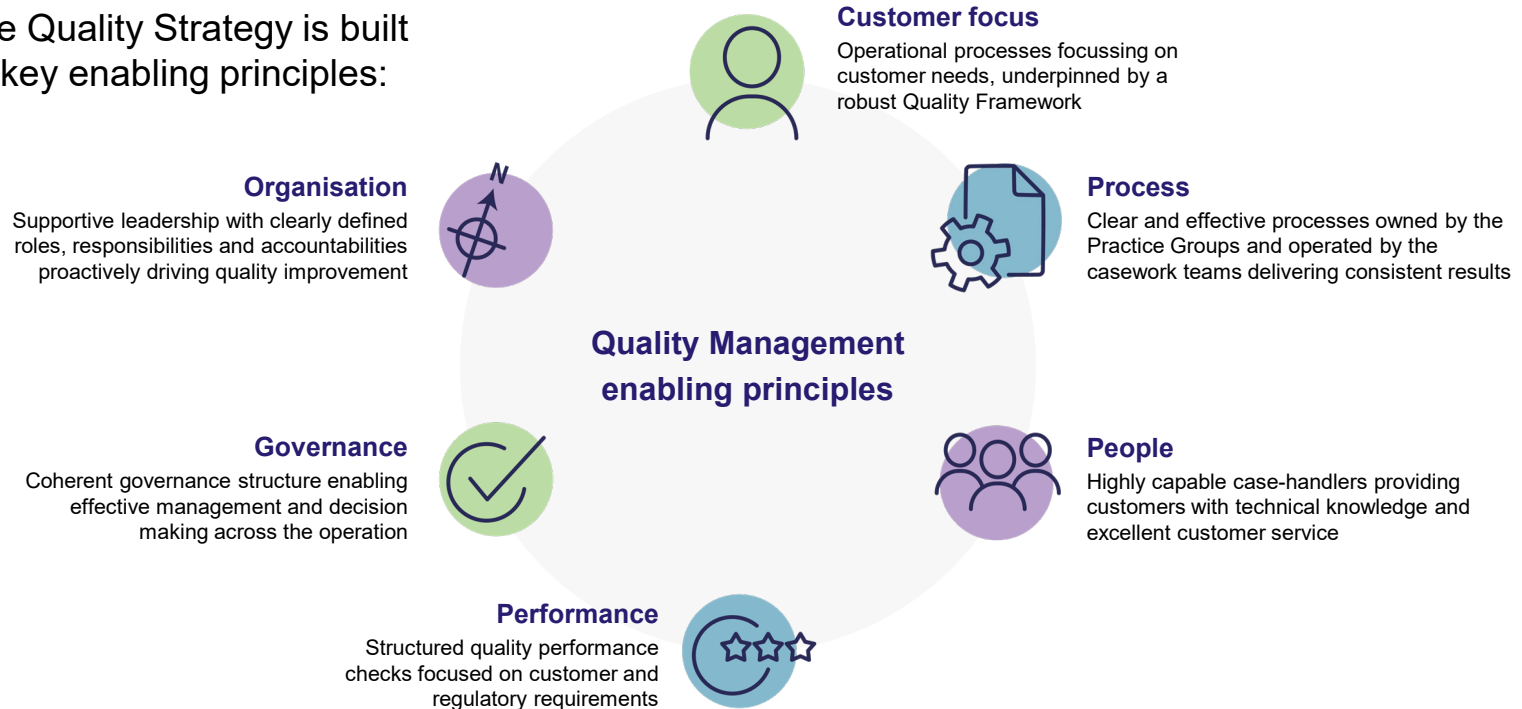 e Quality Strategy is built
key enabling principles:
Customer focus
Operational processes focussing on
customer needs, underpinned by a
robust Quality Framework
Organisation
Supportive leadership with clearly defined
roles, responsibilities and accountabilities
proactively driving quality improvement
N
Process
Clear and effective processes owned by the
Practice Groups and operated by the
casework teams delivering consistent results
Quality Management
enabling principles
Governance
Coherent governance structure enabling
effective management and decision
making across the operation
People
Highly capable case-handlers providing
customers with technical knowledge and
excellent customer service
Performance
Structured quality performance
checks focused on customer and
regulatory requirements